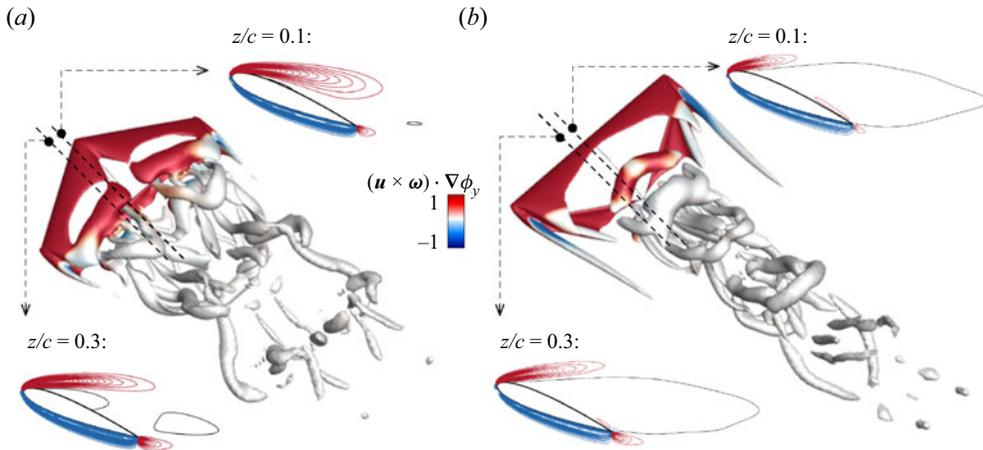 (a)
(b)
z/c = 0.1:
z/c = 0.1:
(u × ω) · ∇ϕy
1
−1
z/c = 0.3:
z/c = 0.3: